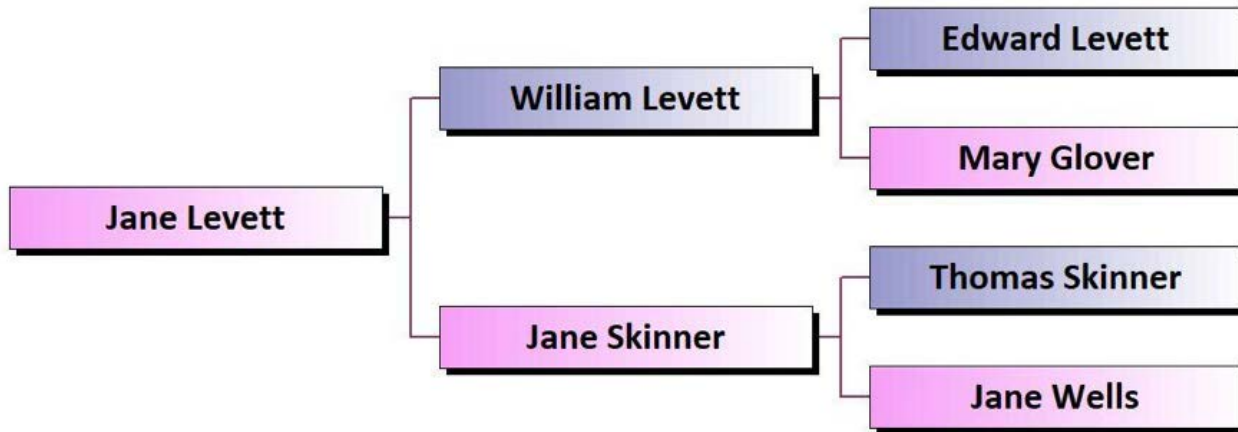 Edward Levett
William Levett
Mary Glover
Jane Levett
Thomas Skinner
Jane Skinner
Jane Wells